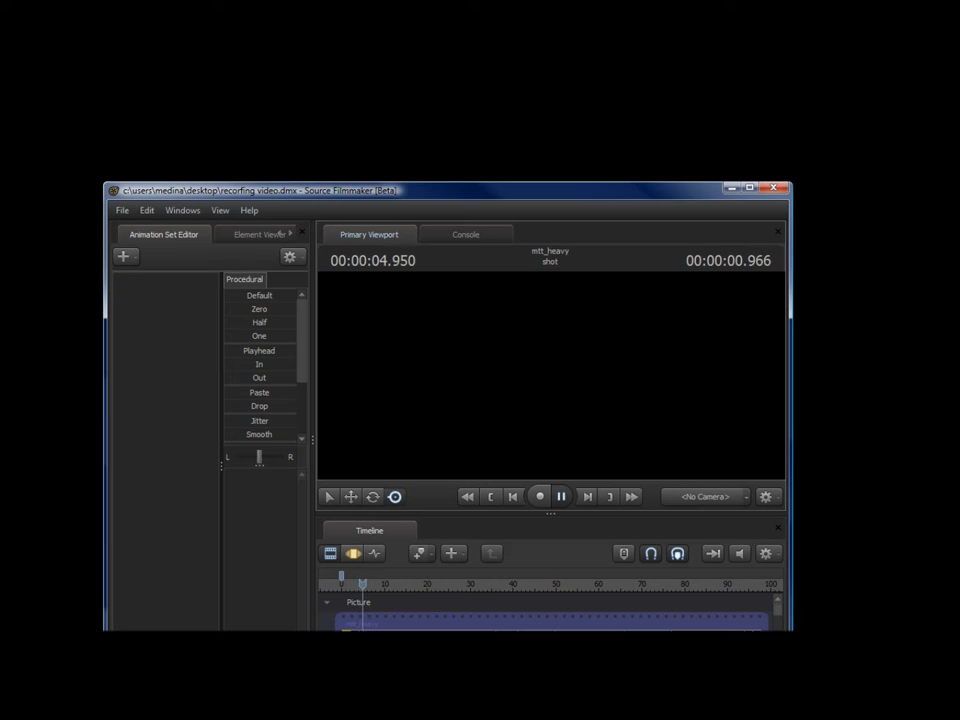 c:\users\medina\desktop\recorfing video.dmx - Source Filmmaker [Beta]
File Edit Windows View Help
Animation Set Editor Element Viewer
Primary Viewport Console
00:00:04.950 mtt_heavy 00:00:00.966
shot
Procedural
Default
Zero
Half
One
Playhead
In
Out
Paste
Drop
Jitter
Smooth
L R
<No Camera>
Timeline
0 10 20 30 40 50 60 70 80 90 100
Picture
mtt_heavy